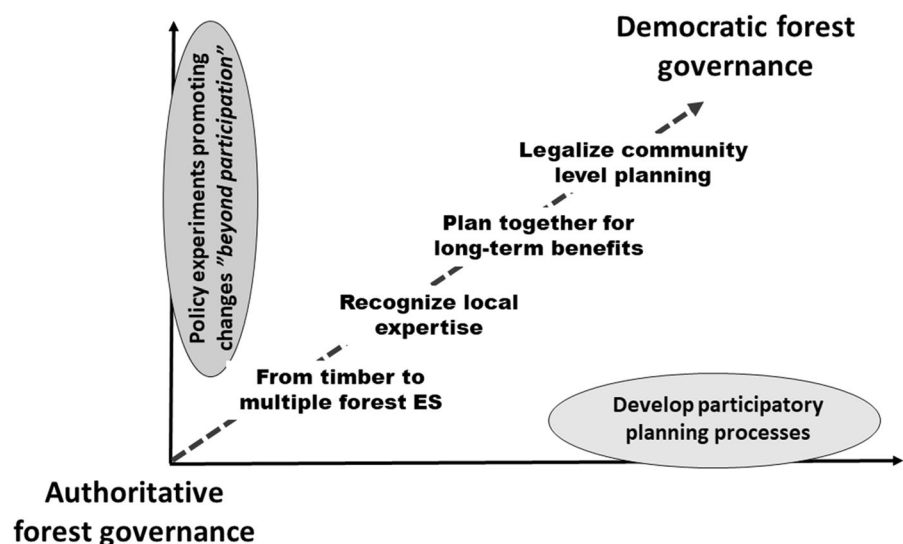 Democratic forest
governance
Policy experiments promoting
changes ”beyond participation”
Legalize community
level planning
Plan together for
long-term benefits
Recognize local
expertise
From timber to
multiple forest ES
Develop participatory
planning processes
Authoritative
forest governance